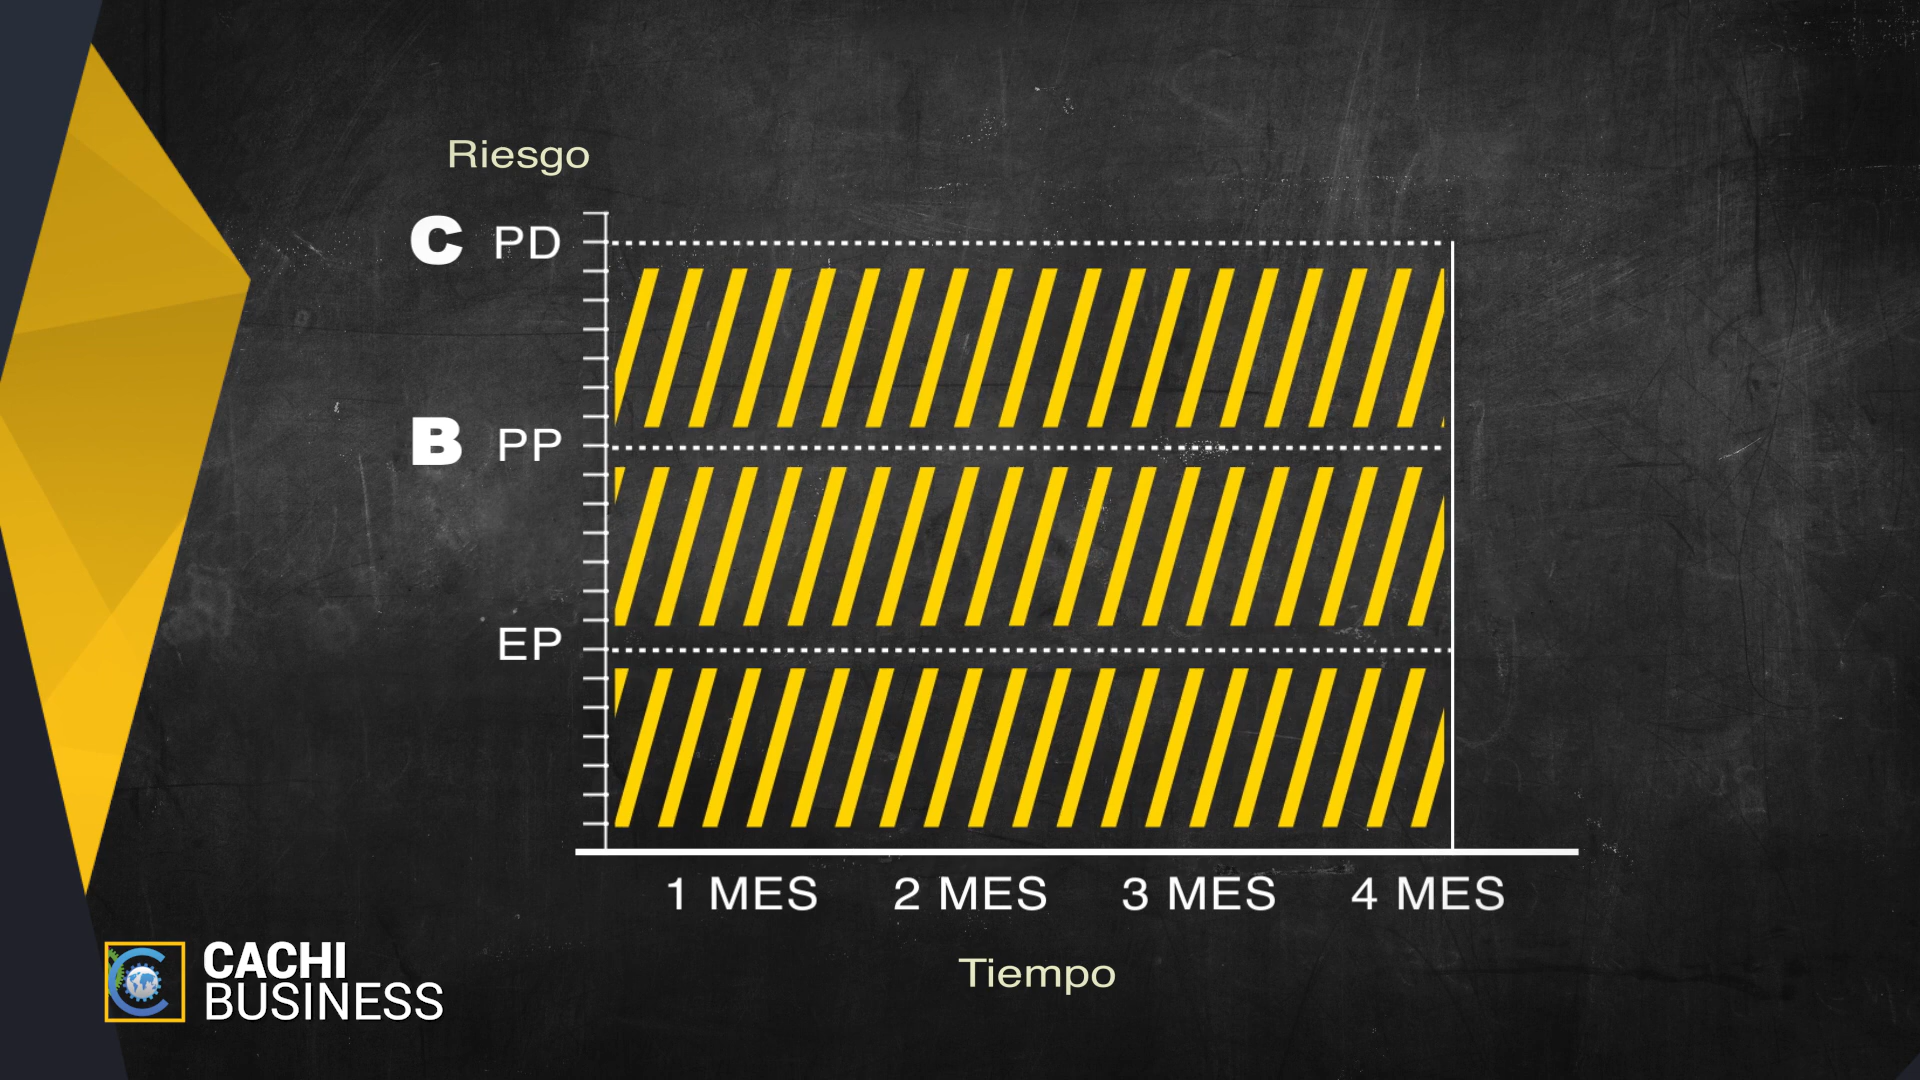 Riesgo
C PD
B PP
EP
1 MES 2 MES 3 MES 4 MES
Tiempo
CACHI
BUSINESS